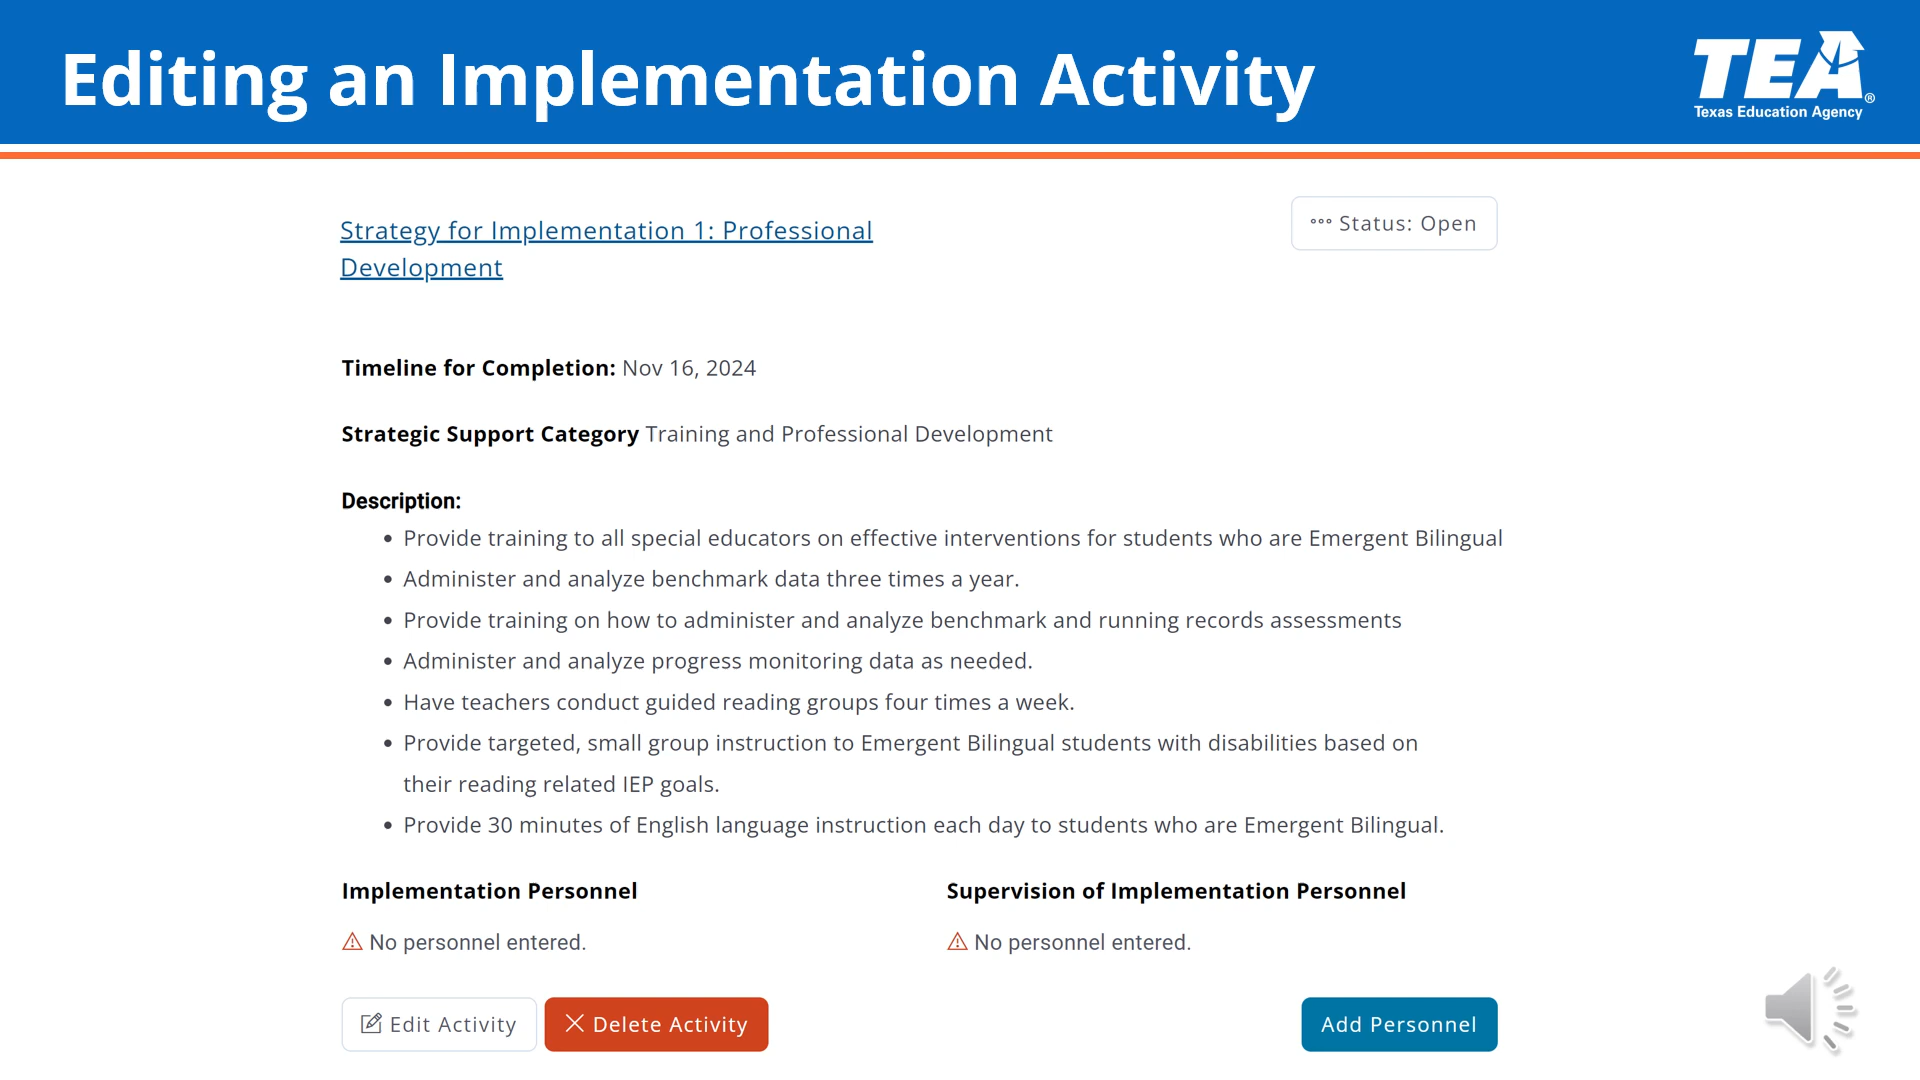 Editing an Implementation Activity
TEA®
Texas Education Agency
Strategy for Implementation 1: Professional
Development
Status: Open
Timeline for Completion: Nov 16, 2024
Strategic Support Category Training and Professional Development
Description:
• Provide training to all special educators on effective interventions for students who are Emergent Bilingual
• Administer and analyze benchmark data three times a year.
• Provide training on how to administer and analyze benchmark and running records assessments
• Administer and analyze progress monitoring data as needed.
• Have teachers conduct guided reading groups four times a week.
• Provide targeted, small group instruction to Emergent Bilingual students with disabilities based on
their reading related IEP goals.
• Provide 30 minutes of English language instruction each day to students who are Emergent Bilingual.
Implementation Personnel
No personnel entered.
Supervision of Implementation Personnel
No personnel entered.
Edit Activity
Delete Activity
Add Personnel